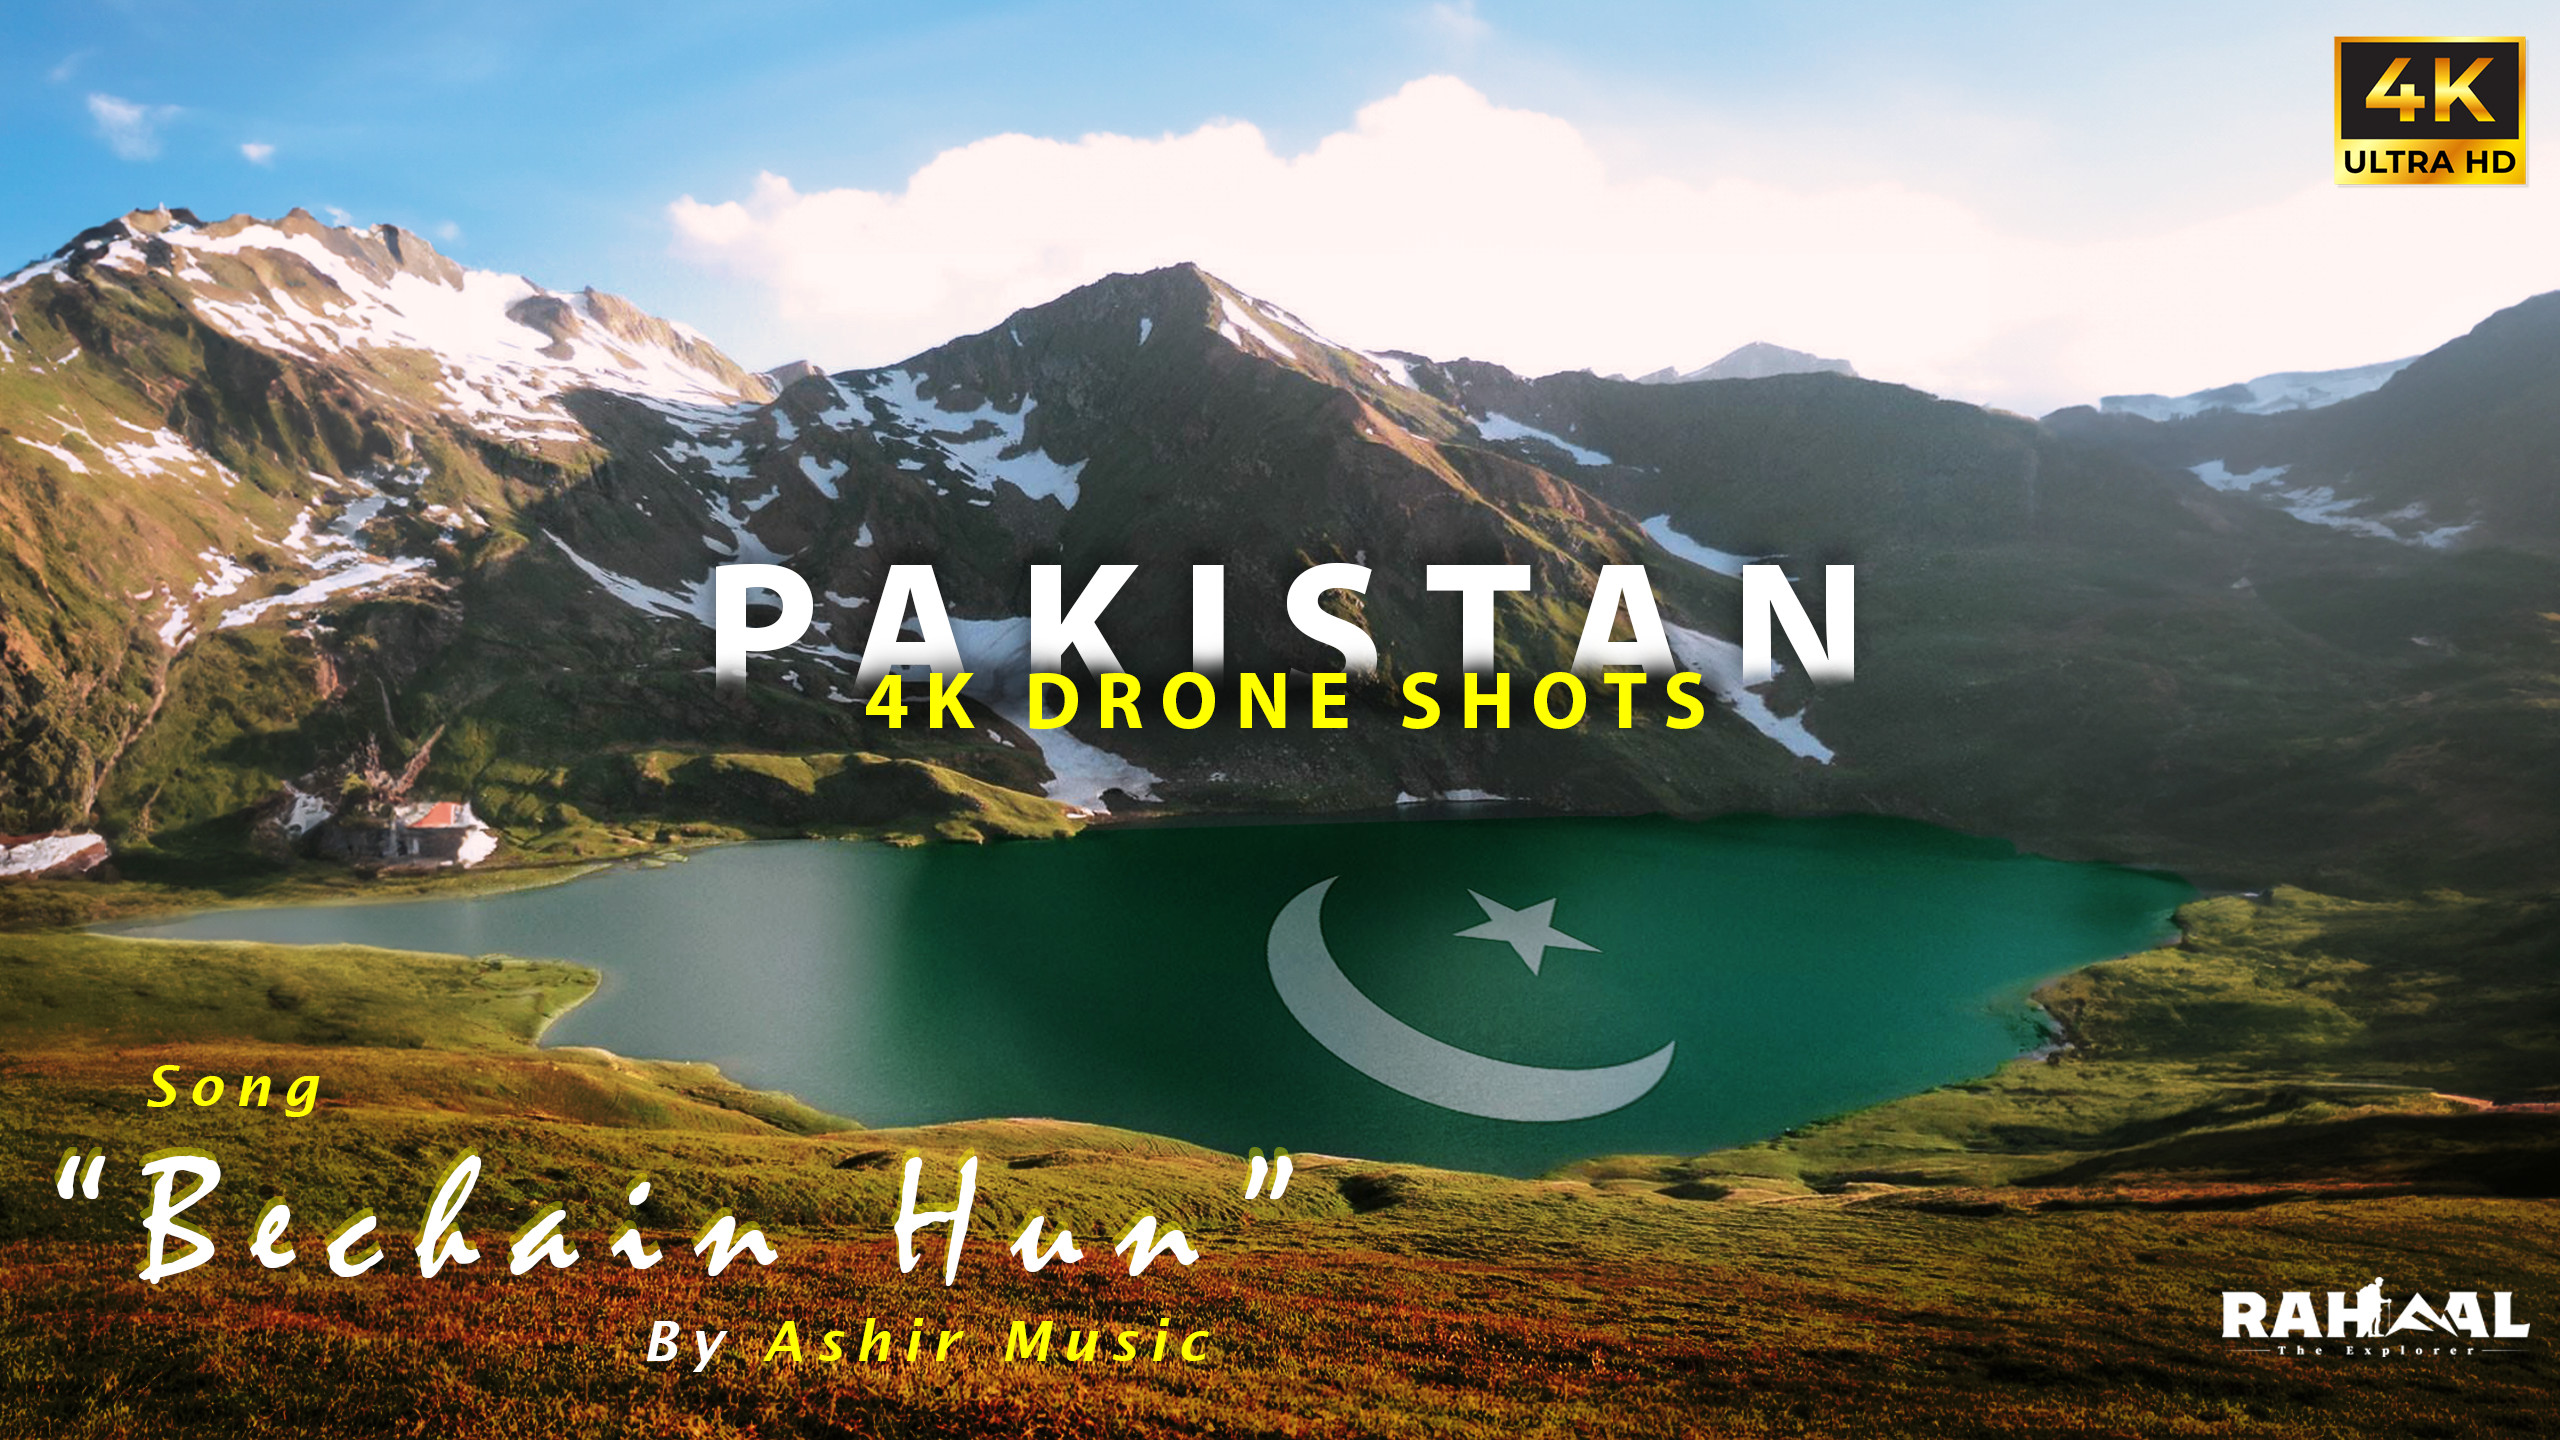 4K
ULTRA HD
PAKISTAN
4K DRONE SHOTS
Song
“Bechain Hun”
By Ashir Music
RAHAAL
The Explorer